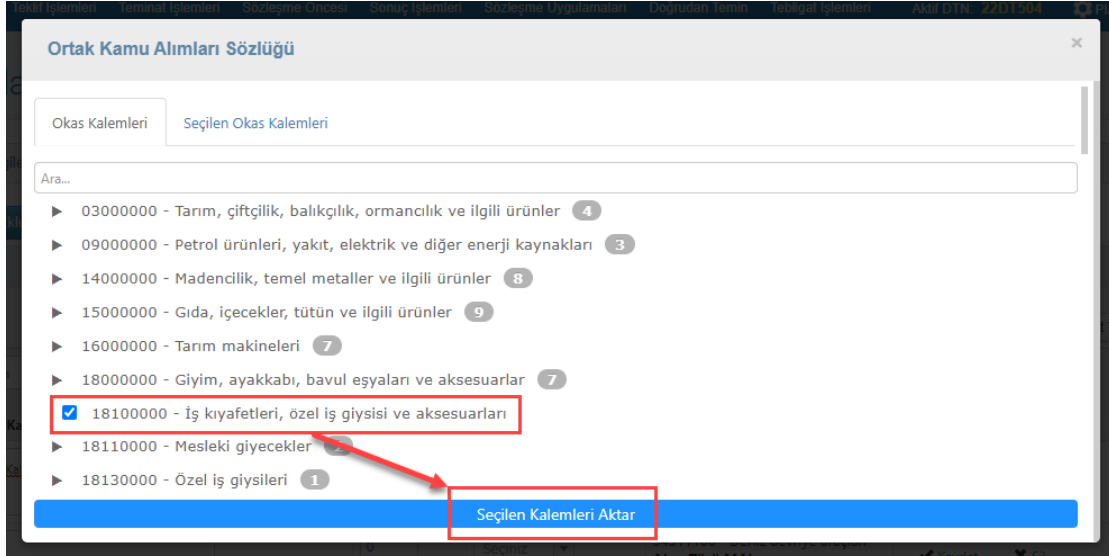 Teklif İşlemleri Teminat İşlemleri Sözleşme Öncesi Sonuç İşlemleri Sözleşme Uygulamaları Doğrudan Temin Tebligat İşlemleri Aktif DTN: 22DT504
Ortak Kamu Alımları Sözlüğü ×
Okas Kalemleri Seçilen Okas Kalemleri
Ara...
03000000 - Tarım, çiftçilik, balıkçılık, ormancılık ve ilgili ürünler 4
09000000 - Petrol ürünleri, yakıt, elektrik ve diğer enerji kaynakları 3
14000000 - Madencilik, temel metaller ve ilgili ürünler 8
15000000 - Gıda, içecekler, tütün ve ilgili ürünler 9
16000000 - Tarım makineleri 7
18000000 - Giyim, ayakkabı, bavul eşyaları ve aksesuarlar 7
18100000 - İş kıyafetleri, özel iş giysisi ve aksesuarları
18110000 - Mesleki giyecekler
18130000 - Özel iş giysileri 1
Seçilen Kalemleri Aktar
0 Seçiniz